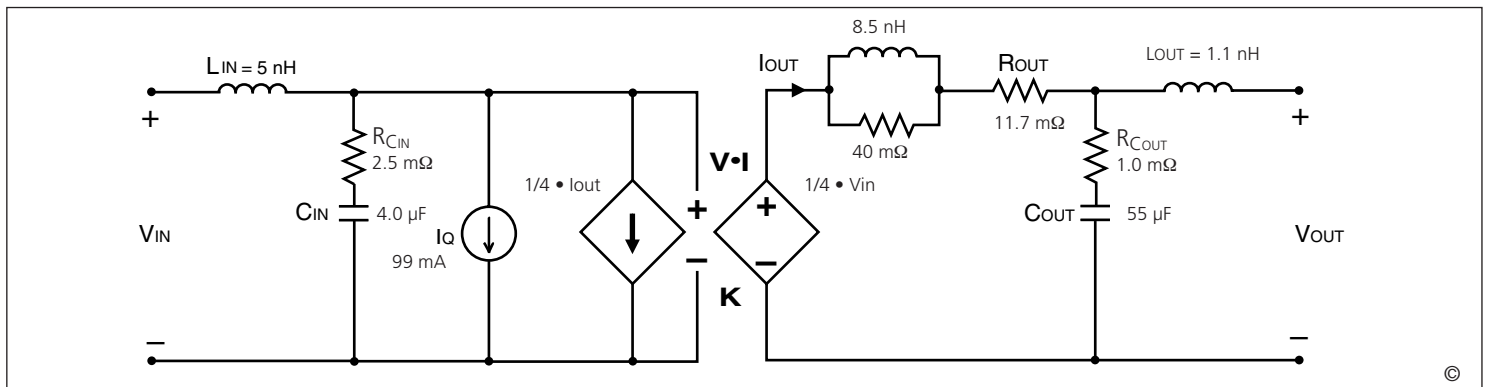 8.5 nH
LIN = 5 nH
IOUT
ROUT
LOUT = 1.1 nH
+
+
40 mΩ
11.7 mΩ
RCIN
2.5 mΩ
RCOUT
1.0 mΩ
V•I
1/4 • Iout
1/4 • Vin
+
+
CIN
4.0 µF
COUT
55 µF
VIN
IQ
99 mA
VOUT
–
–
K
–
–
©